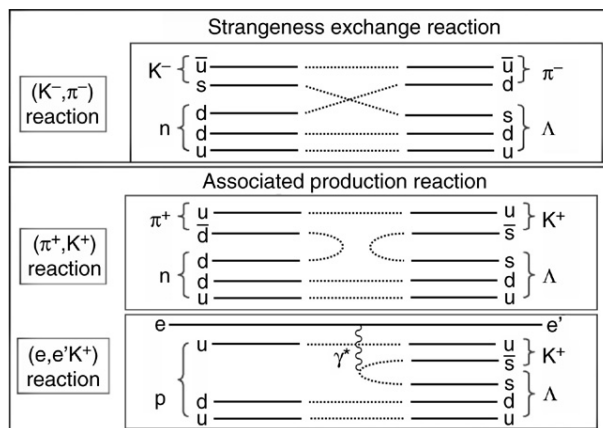 Strangeness exchange reaction
(K⁻,π⁻)
reaction
K⁻ { u̅ u̅ } π⁻
s d
n { d s } Λ
d d
u u
Associated production reaction
(π⁺,K⁺)
reaction
π⁺ { u u } K⁺
d̅ s̅
n { d s } Λ
d d
u u
(e,e'K⁺)
reaction
e e'
u γ* u } K⁺
s̅
p { s } Λ
d d
u u